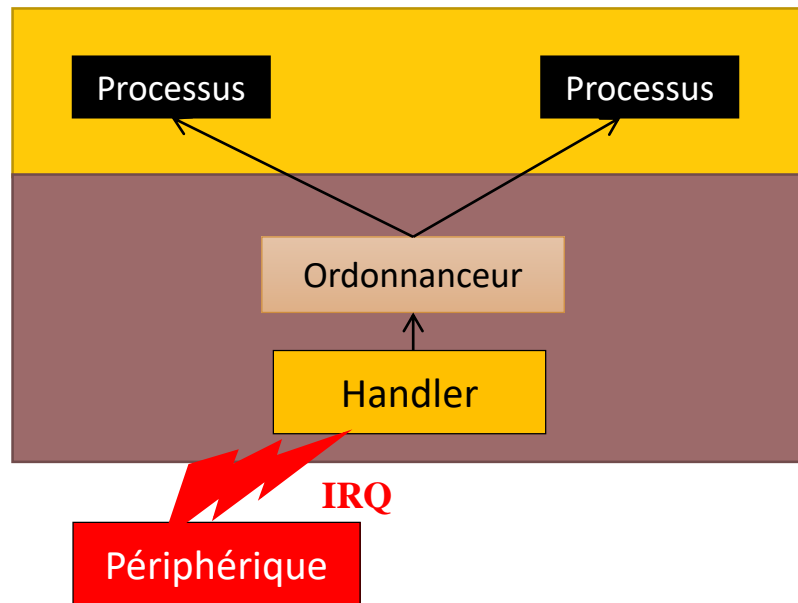 Processus
Processus
Ordonnanceur
Handler
IRQ
Périphérique